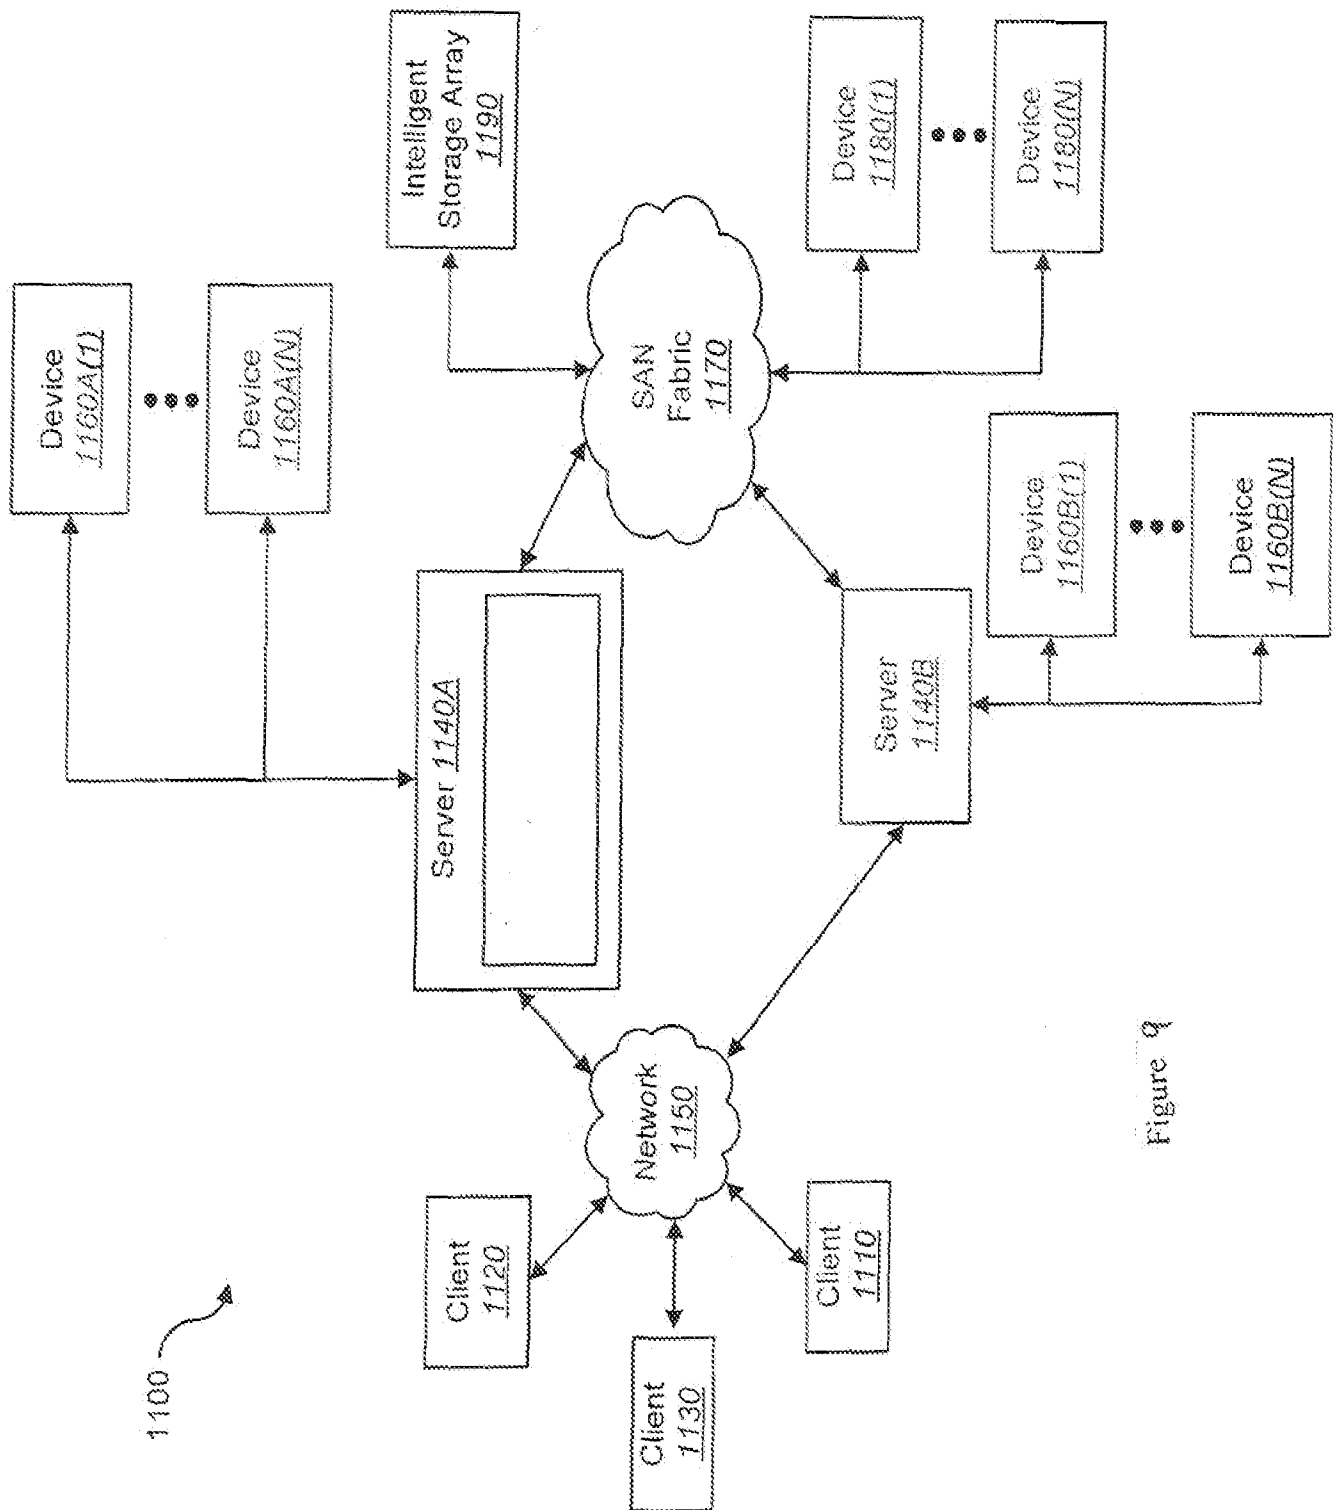 1100
Device
1160A(1)
Device
1160A(N)
Intelligent
Storage Array
1190
Client
1120
Server 1140A
Client
1130
Network
1150
SAN
Fabric
1170
Client
1110
Server
1140B
Device
1180(1)
Device
1180(N)
Device
1160B(1)
Device
1160B(N)
Figure 9